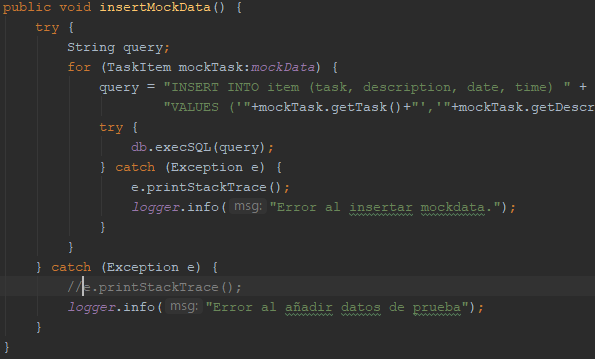 public void insertMockData() {
try {
String query;
for (TaskItem mockTask:mockData) {
query = "INSERT INTO item (task, description, date, time) " +
"VALUES ('"+mockTask.getTask()+"','"+mockTask.getDescr
try {
db.execSQL(query);
} catch (Exception e) {
e.printStackTrace();
logger.info( msg: "Error al insertar mockdata.");
}
}
} catch (Exception e) {
//e.printStackTrace();
logger.info( msg: "Error al añadir datos de prueba");
}
}